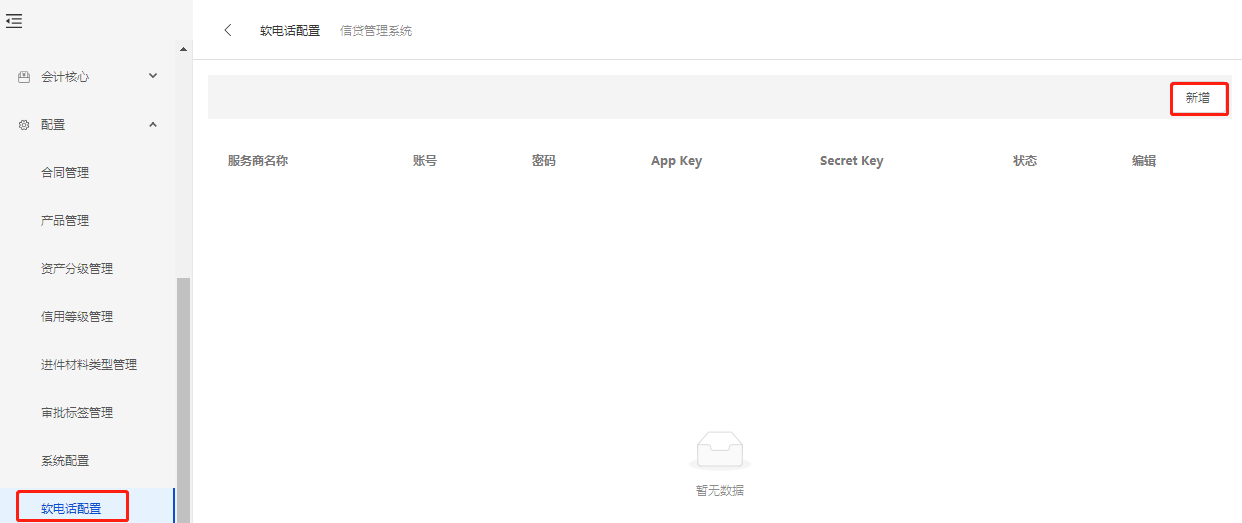 软电话配置 信贷管理系统
会计核心
配置
合同管理
产品管理
资产分级管理
信用等级管理
进件材料类型管理
审批标签管理
系统配置
软电话配置
新增
服务商名称 账号 密码 App Key Secret Key 状态 编辑
暂无数据